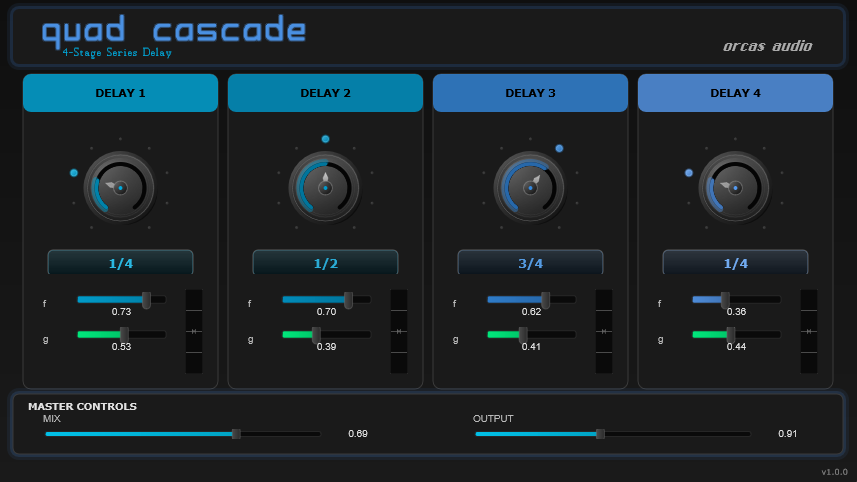 quad cascade
4-Stage Series Delay
orcas audio
DELAY 1
DELAY 2
DELAY 3
DELAY 4
1/4
1/2
3/4
1/4
f
0.73
g
0.53
f
0.70
g
0.39
f
0.62
g
0.41
f
0.36
g
0.44
MASTER CONTROLS
MIX
0.69
OUTPUT
0.91
v1.0.0